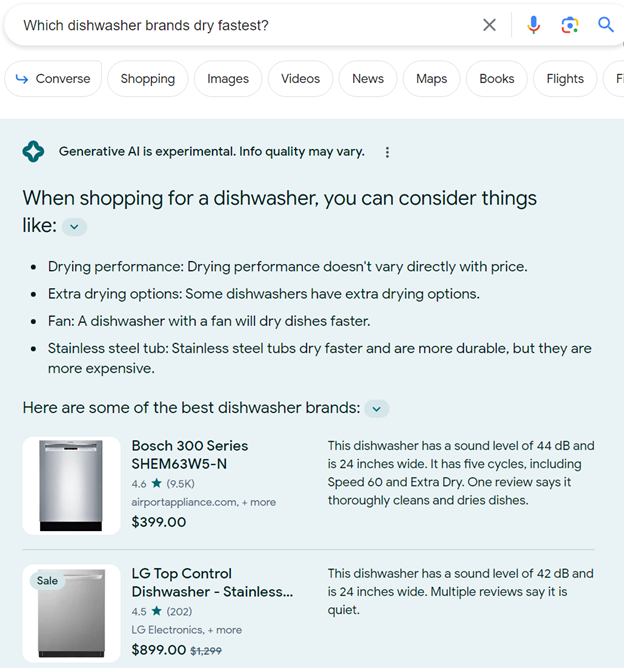 Which dishwasher brands dry fastest?
Converse
Shopping
Images
Videos
News
Maps
Books
Flights
Generative AI is experimental. Info quality may vary.
When shopping for a dishwasher, you can consider things
like:
• Drying performance: Drying performance doesn't vary directly with price.
• Extra drying options: Some dishwashers have extra drying options.
• Fan: A dishwasher with a fan will dry dishes faster.
• Stainless steel tub: Stainless steel tubs dry faster and are more durable, but they are
more expensive.
Here are some of the best dishwasher brands:
Bosch 300 Series
SHEM63W5-N
4.6 ★ (9.5K)
airportappliance.com, + more
$399.00
This dishwasher has a sound level of 44 dB and
is 24 inches wide. It has five cycles, including
Speed 60 and Extra Dry. One review says it
thoroughly cleans and dries dishes.
Sale
LG Top Control
Dishwasher - Stainless...
4.5 ★ (202)
LG Electronics, + more
$899.00 $1,299
This dishwasher has a sound level of 42 dB and
is 24 inches wide. Multiple reviews say it is
quiet.